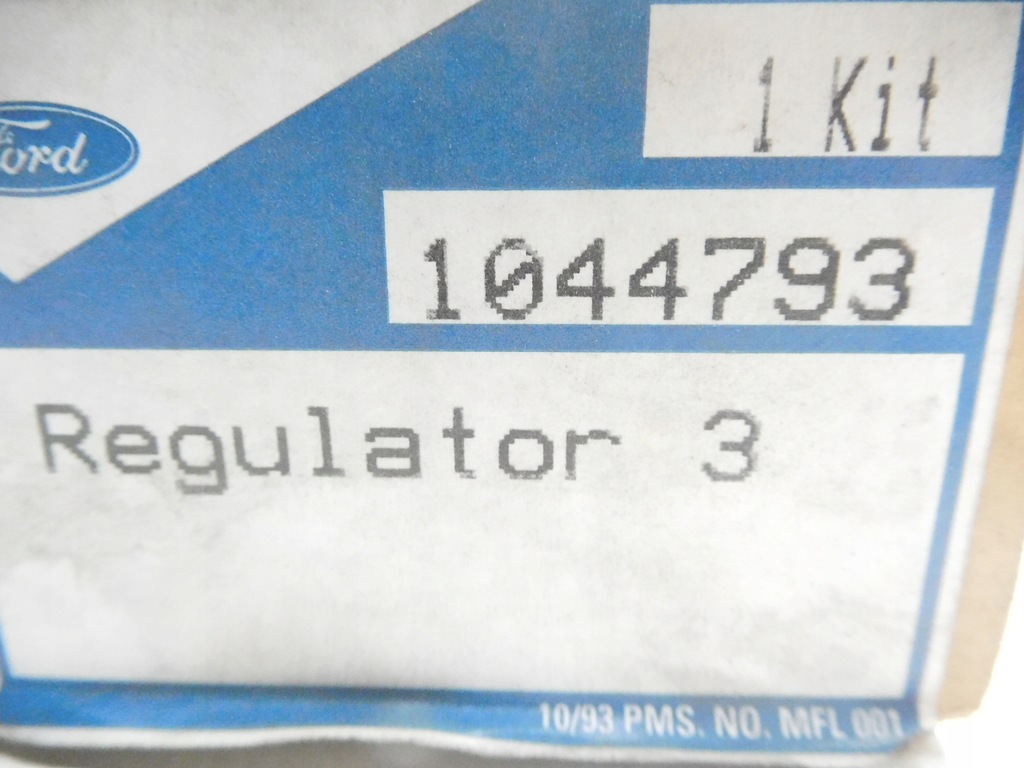 Ford
1 Kit
1044793
Regulator 3
10/93 PMS. NO. MFL 001